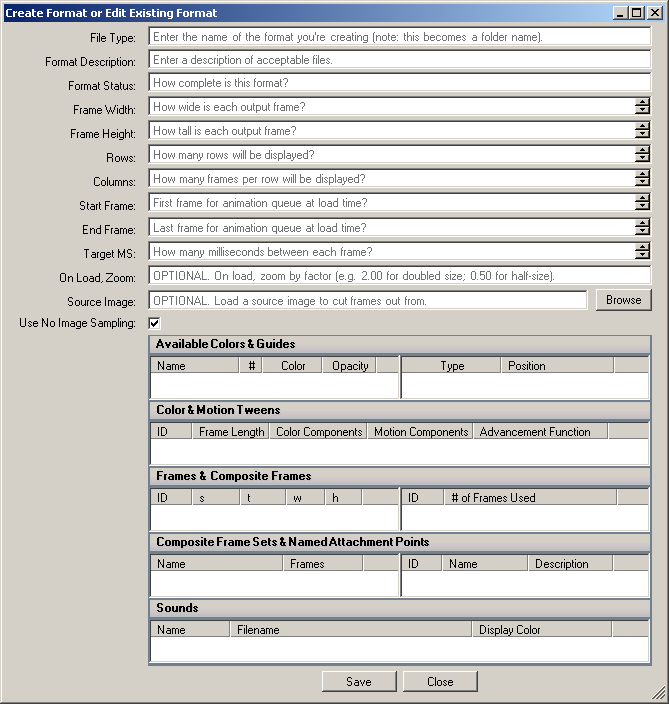 Create Format or Edit Existing Format
File Type: Enter the name of the format you're creating (note: this becomes a folder name).
Format Description: Enter a description of acceptable files.
Format Status: How complete is this format?
Frame Width: How wide is each output frame?
Frame Height: How tall is each output frame?
Rows: How many rows will be displayed?
Columns: How many frames per row will be displayed?
Start Frame: First frame for animation queue at load time?
End Frame: Last frame for animation queue at load time?
Target MS: How many milliseconds between each frame?
On Load, Zoom: OPTIONAL. On load, zoom by factor (e.g. 2.00 for doubled size; 0.50 for half-size).
Source Image: OPTIONAL. Load a source image to cut frames out from. Browse
Use No Image Sampling:
Available Colors & Guides
Name # Color Opacity Type Position
Color & Motion Tweens
ID Frame Length Color Components Motion Components Advancement Function
Frames & Composite Frames
ID s t w h ID # of Frames Used
Composite Frame Sets & Named Attachment Points
Name Frames ID Name Description
Sounds
Name Filename Display Color
Save Close